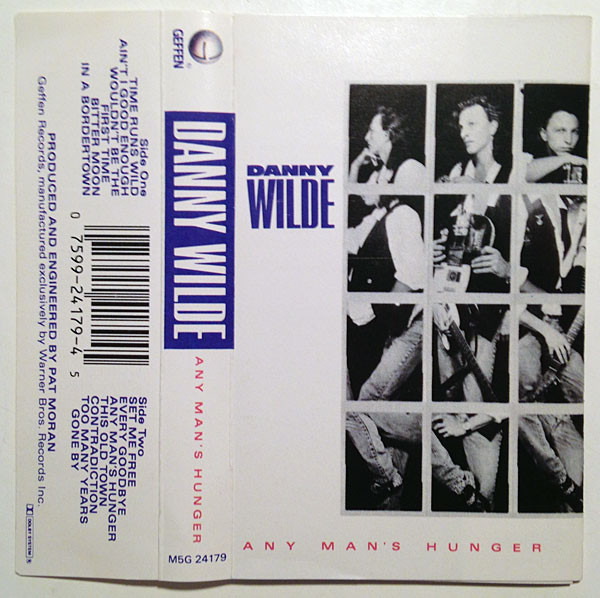 DANNY
WILDE
ANY MAN'S HUNGER
GEFFEN®
DANNY WILDE
ANY MAN'S HUNGER
M5G 24179
Side One
TIME RUNS WILD
AIN'T I GOOD ENOUGH
WOULDN'T BE THE
FIRST TIME
BITTER MOON
IN A BORDERTOWN
0 7599-24179-4 5
Side Two
SET ME FREE
EVERY GOODBYE
ANY MAN'S HUNGER
THIS OLD TOWN
CONTRADICTION
TOO MANY YEARS
GONE BY
PRODUCED AND ENGINEERED BY PAT MORAN
Geffen Records, manufactured exclusively by Warner Bros. Records Inc.
DOLBY SYSTEM ®